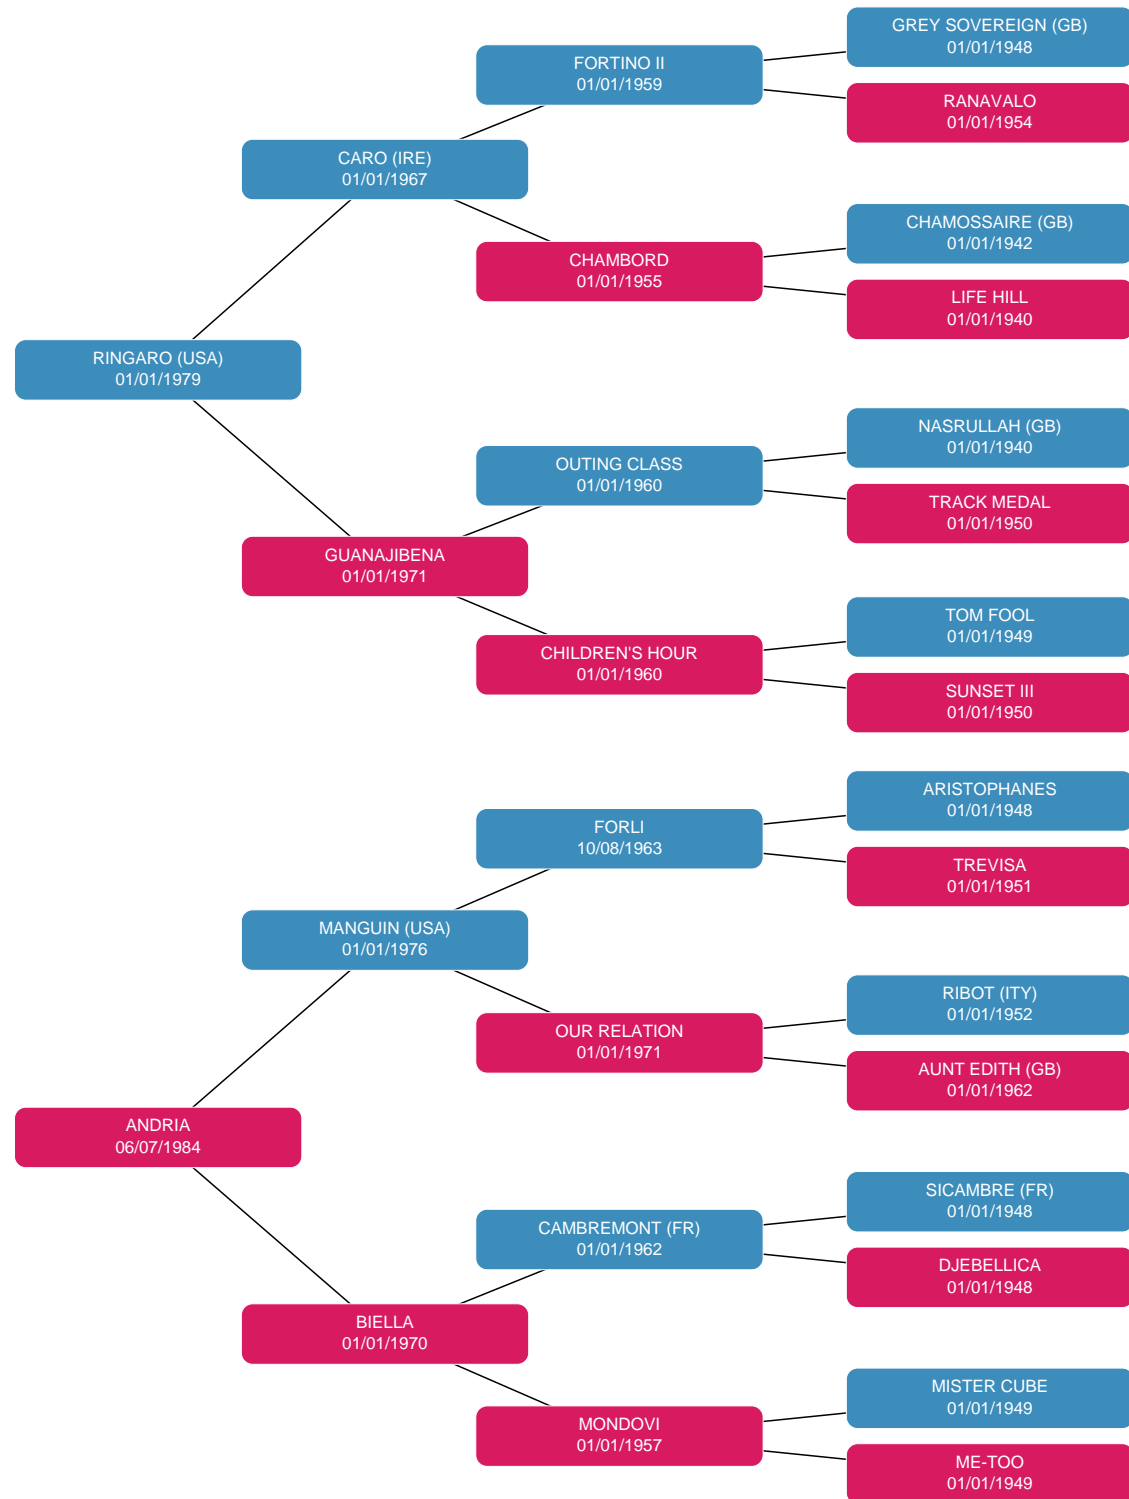 GREY SOVEREIGN (GB)
01/01/1948
FORTINO II
01/01/1959
RANAVALO
01/01/1954
CARO (IRE)
01/01/1967
CHAMOSSAIRE (GB)
01/01/1942
CHAMBORD
01/01/1955
LIFE HILL
01/01/1940
RINGARO (USA)
01/01/1979
NASRULLAH (GB)
01/01/1940
OUTING CLASS
01/01/1960
TRACK MEDAL
01/01/1950
GUANAJIBENA
01/01/1971
TOM FOOL
01/01/1949
CHILDREN'S HOUR
01/01/1960
SUNSET III
01/01/1950
ARISTOPHANES
01/01/1948
FORLI
10/08/1963
TREVISA
01/01/1951
MANGUIN (USA)
01/01/1976
RIBOT (ITY)
01/01/1952
OUR RELATION
01/01/1971
AUNT EDITH (GB)
01/01/1962
ANDRIA
06/07/1984
SICAMBRE (FR)
01/01/1948
CAMBREMONT (FR)
01/01/1962
DJEBELLICA
01/01/1948
BIELLA
01/01/1970
MISTER CUBE
01/01/1949
MONDOVI
01/01/1957
ME-TOO
01/01/1949